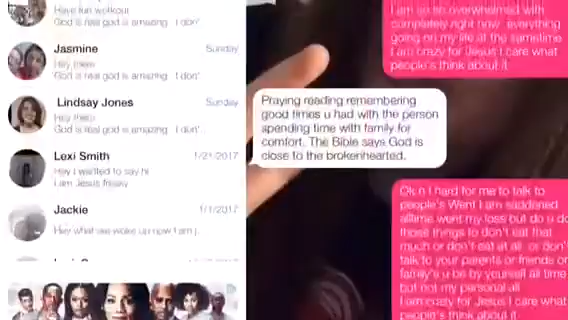 Have fun workout
God is real god is amazing I don'
Jasmine
Sunday
Hey there
God is real god is amazing I don'
Lindsay Jones
Sunday
Hey there
God is real god is amazing I don'
Lexi Smith
1/21/2017
Hey I wanted to say hi
I am Jesus freaky
Jackie
1/1/2017
Hey what are woke up now I am j
I am so so overwhelmed with
completely right now everything
going on my life at the sametime
I am crazy for Jesus I care what
people's think about it
Praying reading remembering
good times u had with the person
spending time with family for
comfort. The Bible says God is
close to the brokenhearted.
Ok n I hard for me to talk to
people's Went I am saddened
alltime went my loss but do u do
those things to don't eat that
much or don't eat at all or don't
talk to your parents or friends or
family's u be by yourself all time
but not my personal all
I am crazy for Jesus I care what
people's think about it